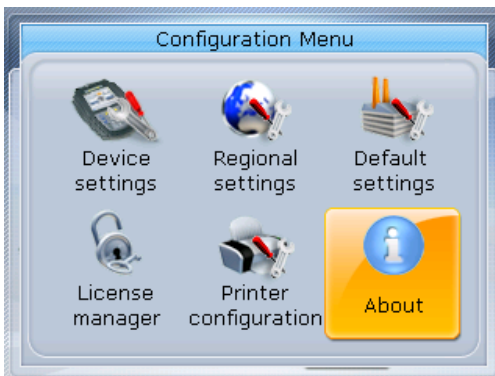 Configuration Menu
Device settings
Regional settings
Default settings
License manager
Printer configuration
About